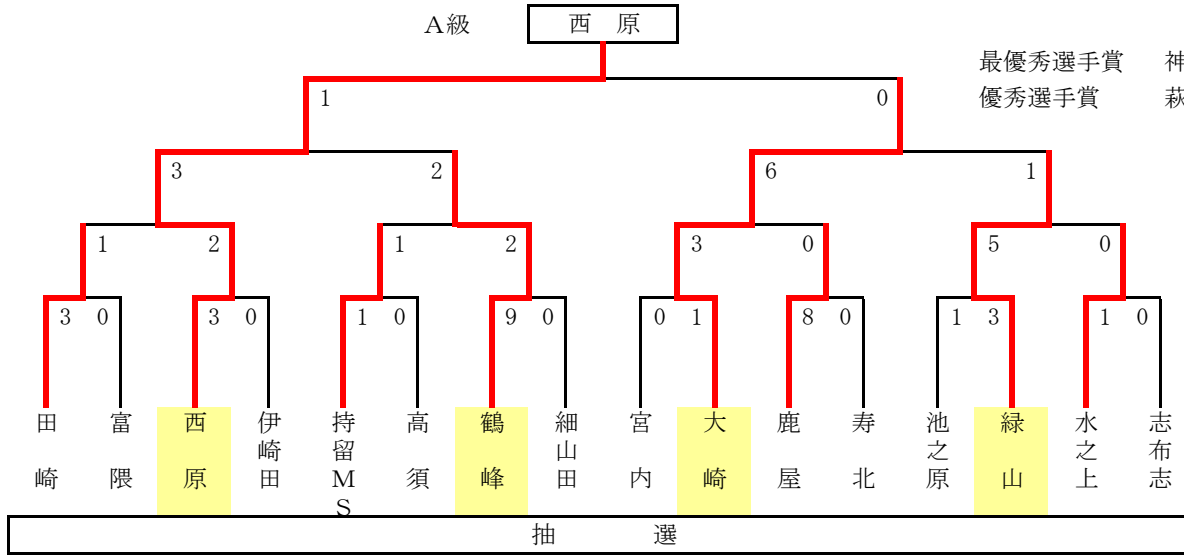 A級
西原
最優秀選手賞 神
優秀選手賞 萩
1 0
3 2 6 1
1 2 1 2 3 0 5 0
3 0 3 0 1 0 9 0 0 1 8 0 1 3 1 0
田崎
富隈
西原
伊崎田
持留MS
高須
鶴峰
細山田
宮内
大崎
鹿屋
寿北
池之原
緑山
水之上
志布志
抽選